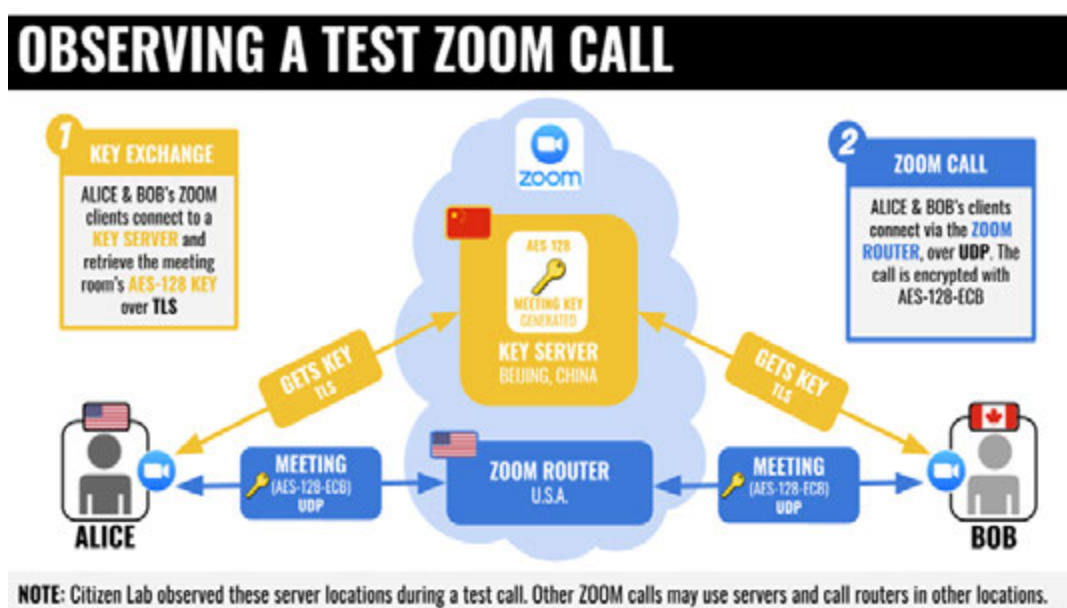 OBSERVING A TEST ZOOM CALL
1
KEY EXCHANGE
ALICE & BOB's ZOOM
clients connect to a
KEY SERVER and
retrieve the meeting
room's AES-128 KEY
over TLS
zoom
AES-128
MEETING KEY
GENERATED
KEY SERVER
BEIJING, CHINA
2
ZOOM CALL
ALICE & BOB's clients
connect via the ZOOM
ROUTER, over UDP. The
call is encrypted with
AES-128-ECB
GETS KEY
TLS
GETS KEY
TLS
MEETING
(AES-128-ECB)
UDP
ZOOM ROUTER
U.S.A.
MEETING
(AES-128-ECB)
UDP
ALICE
BOB
NOTE: Citizen Lab observed these server locations during a test call. Other ZOOM calls may use servers and call routers in other locations.